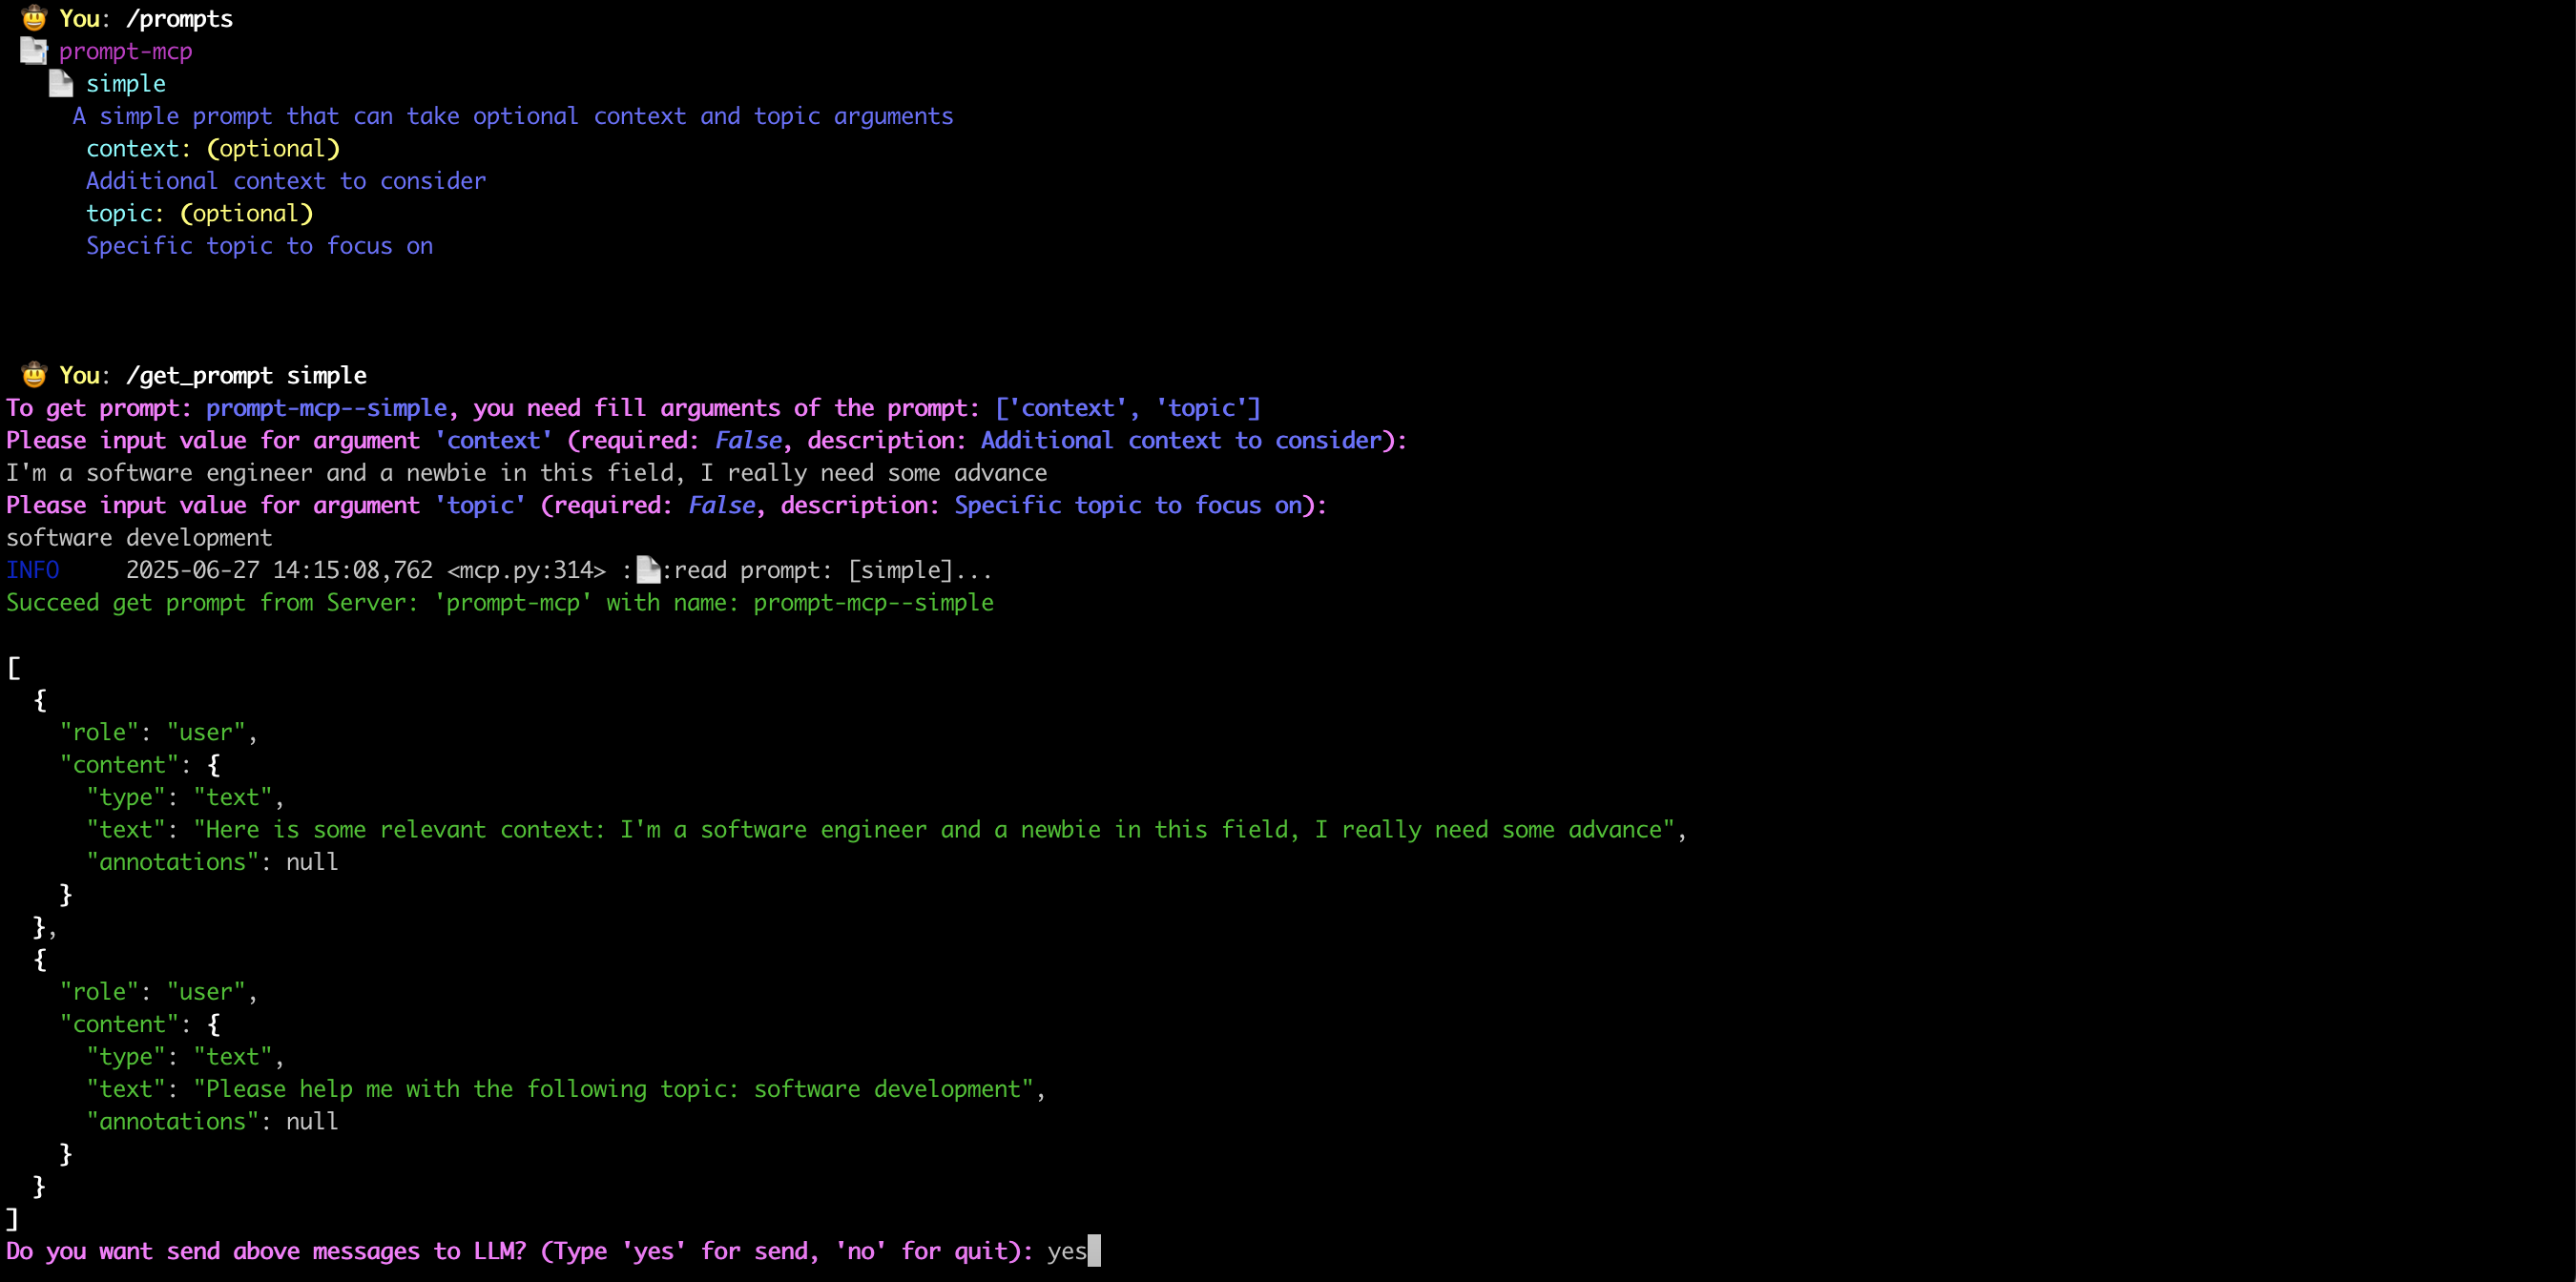 You: /prompts
prompt-mcp
simple
A simple prompt that can take optional context and topic arguments
context: (optional)
Additional context to consider
topic: (optional)
Specific topic to focus on
You: /get_prompt simple
To get prompt: prompt-mcp--simple, you need fill arguments of the prompt: ['context', 'topic']
Please input value for argument 'context' (required: False, description: Additional context to consider):
I'm a software engineer and a newbie in this field, I really need some advance
Please input value for argument 'topic' (required: False, description: Specific topic to focus on):
software development
INFO     2025-06-27 14:15:08,762 <mcp.py:314> :📄:read prompt: [simple]...
Succeed get prompt from Server: 'prompt-mcp' with name: prompt-mcp--simple
[
  {
    "role": "user",
    "content": {
      "type": "text",
      "text": "Here is some relevant context: I'm a software engineer and a newbie in this field, I really need some advance",
      "annotations": null
    }
  },
  {
    "role": "user",
    "content": {
      "type": "text",
      "text": "Please help me with the following topic: software development",
      "annotations": null
    }
  }
]
Do you want send above messages to LLM? (Type 'yes' for send, 'no' for quit): yes